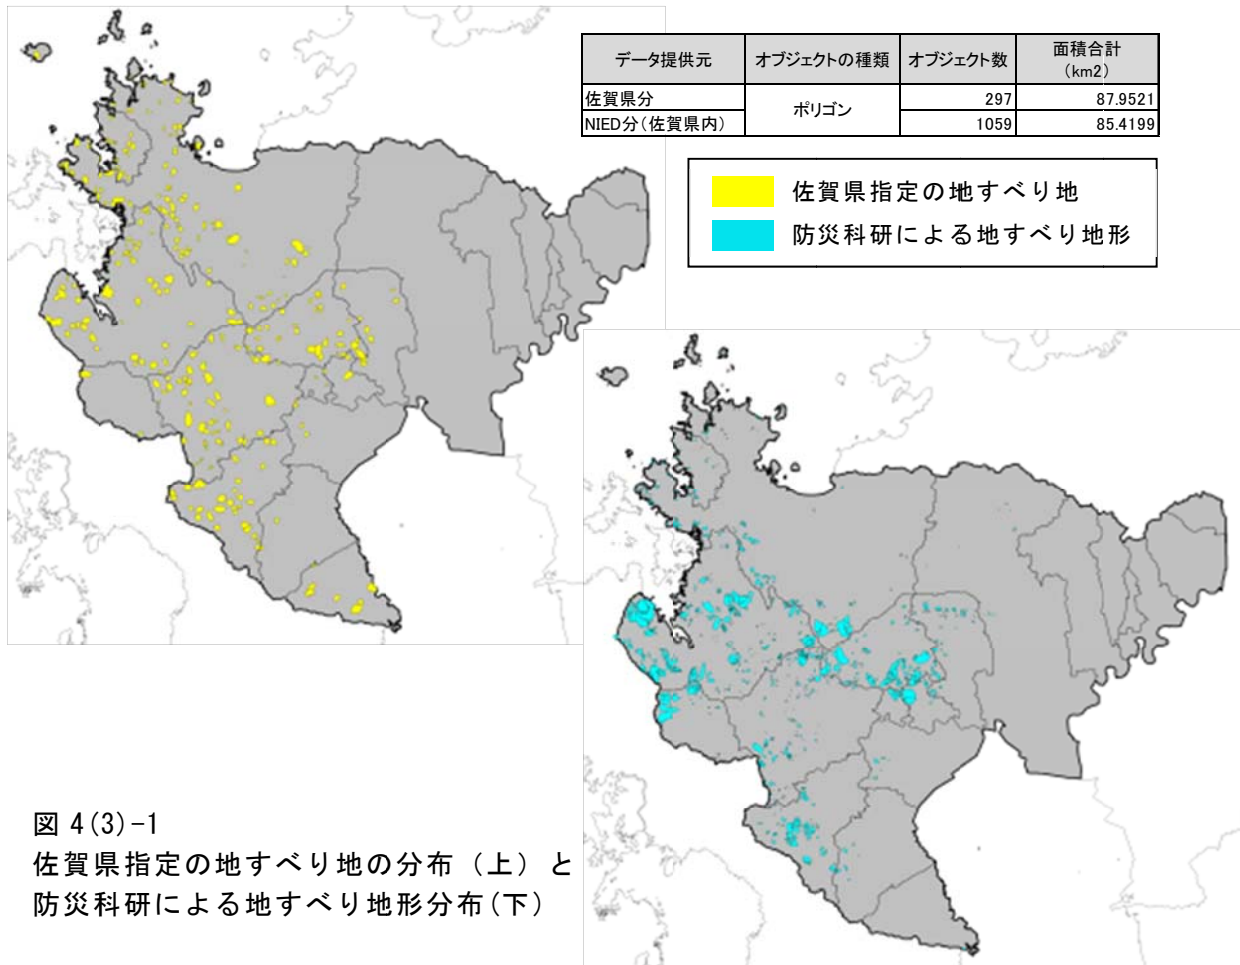 データ提供元 オブジェクトの種類 オブジェクト数 面積合計
（km2）
佐賀県分 ポリゴン 297 87.9521
NIED分（佐賀県内） 1059 85.4199
佐賀県指定の地すべり地
防災科研による地すべり地形
図 4(3)-1
佐賀県指定の地すべり地の分布（上）と
防災科研による地すべり地形分布(下)